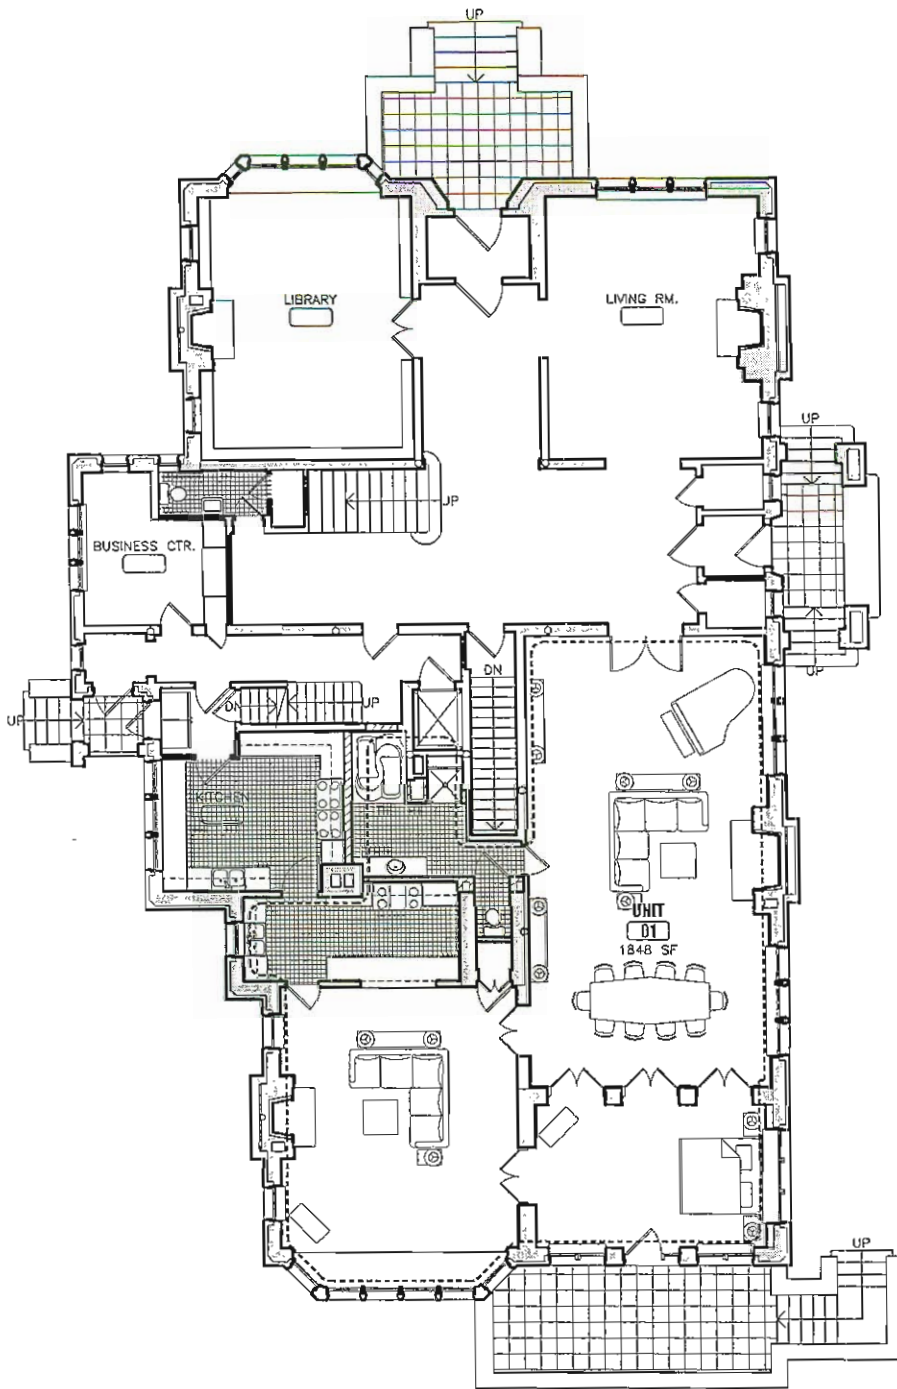 UP
LIBRARY
LIVING RM.
UP
UP
BUSINESS CTR.
DN
UP
UP
DN
UP
KITCHEN
UNIT
01
1848 SF
UP